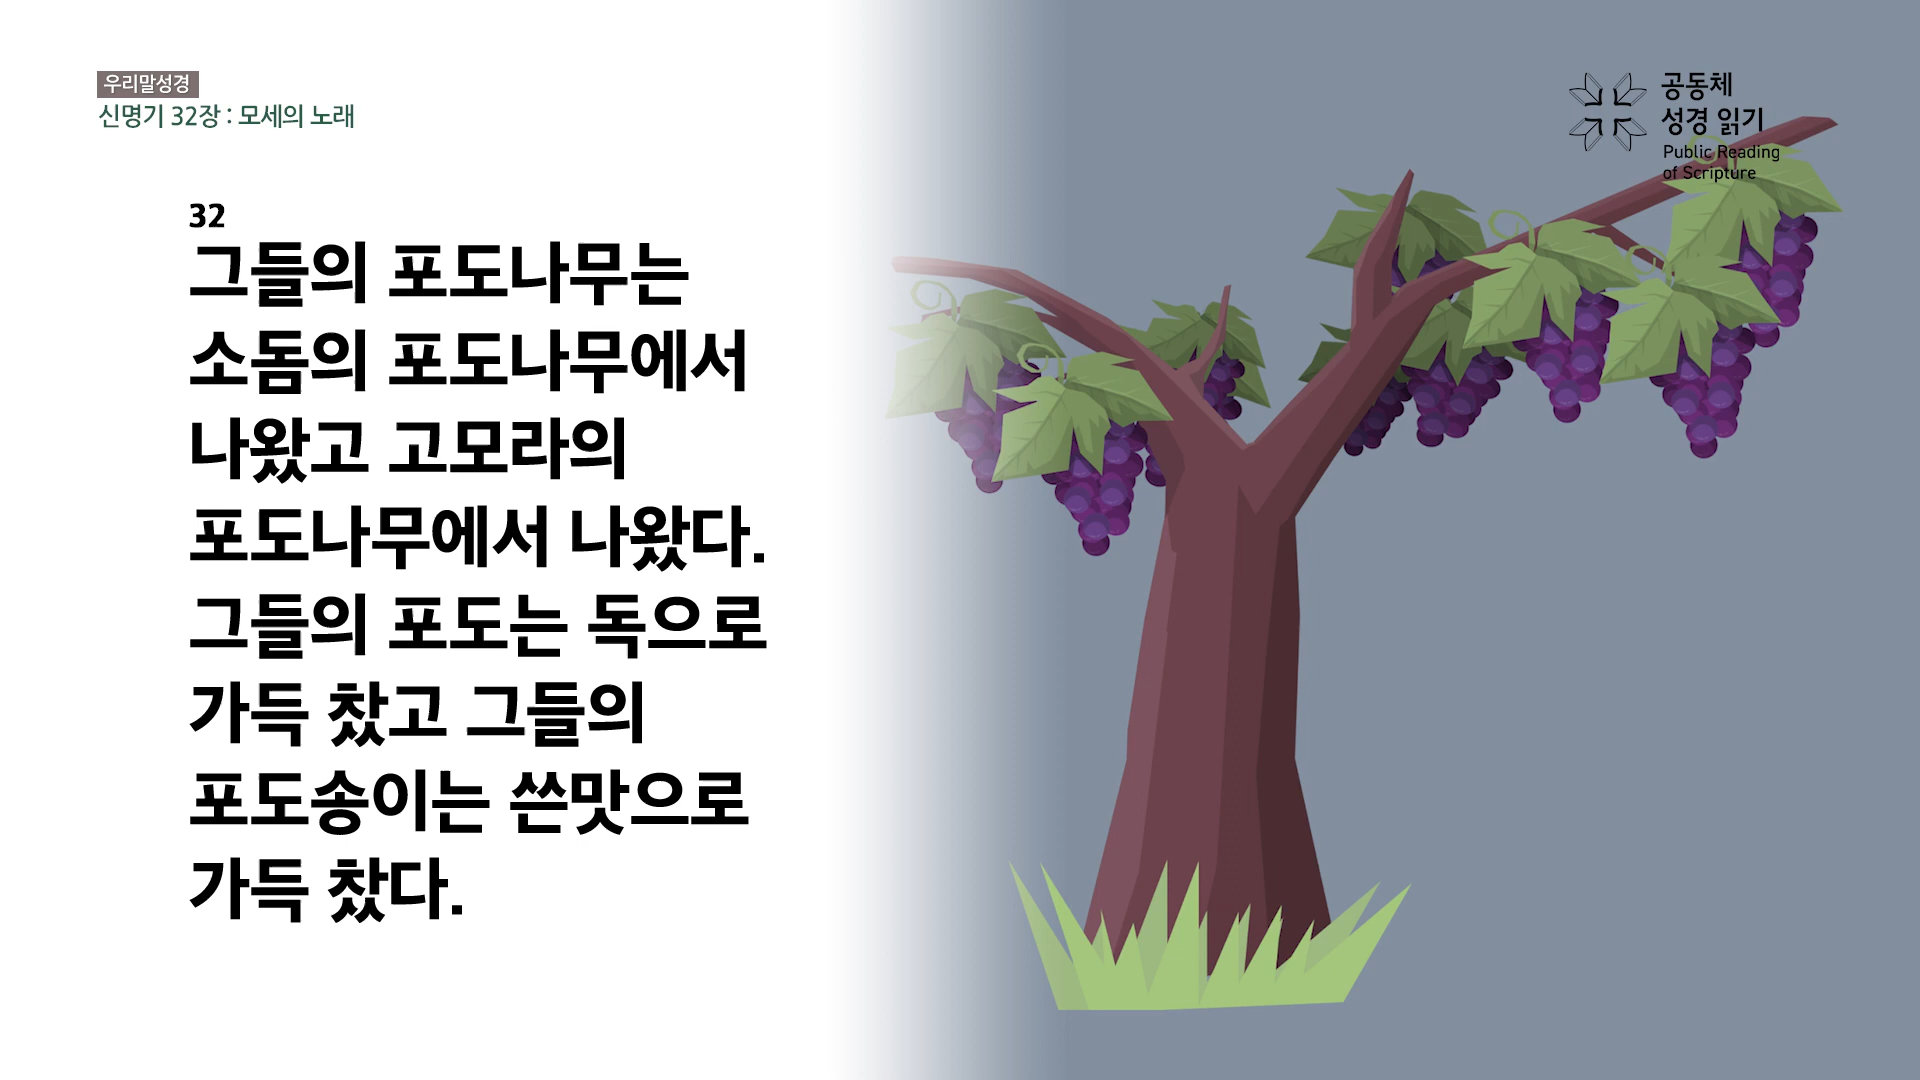 우리말성경
신명기 32장 : 모세의 노래
공동체
성경 읽기
Public Reading
of Scripture
32
그들의 포도나무는
소돔의 포도나무에서
나왔고 고모라의
포도나무에서 나왔다.
그들의 포도는 독으로
가득 찼고 그들의
포도송이는 쓴맛으로
가득 찼다.